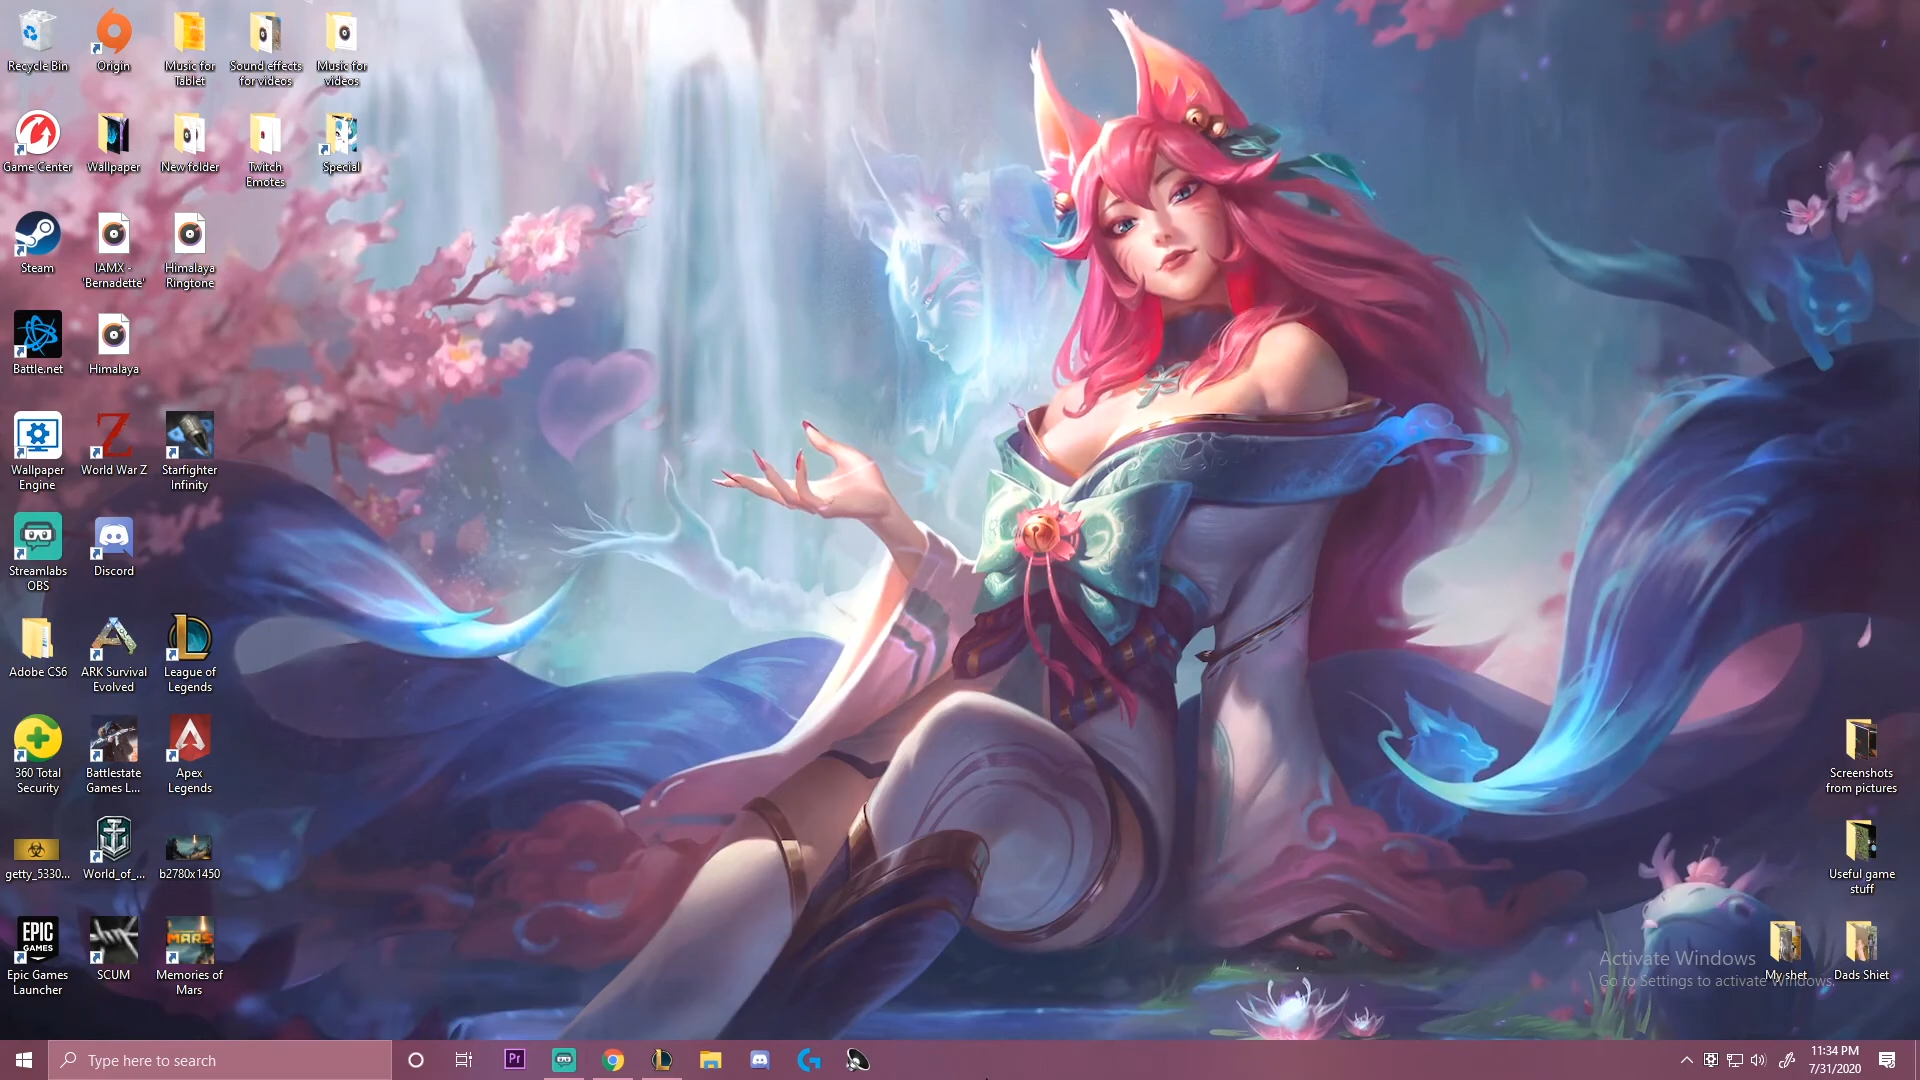 Recycle Bin
Origin
Music for
Tablet
Sound effects
for videos
Music for
videos
Game Center
Wallpaper
New folder
Twitch
Emotes
Special
Steam
IAMX -
'Bernadette'
Himalaya
Ringtone
Battle.net
Himalaya
Wallpaper
Engine
World War Z
Starfighter
Infinity
Streamlabs
OBS
Discord
Adobe CS6
ARK Survival
Evolved
League of
Legends
360 Total
Security
Battlestate
Games L...
Apex
Legends
getty_5330...
World_of_...
b2780x1450
EPIC
GAMES
Epic Games
Launcher
SCUM
MARS
Memories of
Mars
Screenshots
from pictures
Useful game
stuff
My shet
Dads Shiet
Activate Windows
Go to Settings to activate Windows.
Type here to search
Pr
11:34 PM
7/31/2020